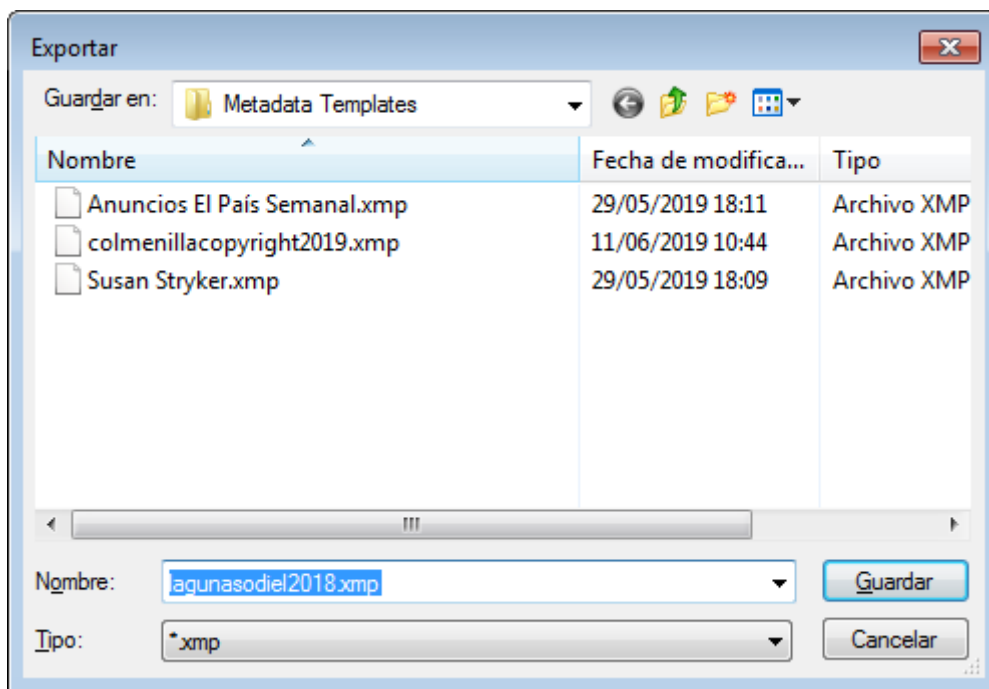 Exportar
Guardar en: Metadata Templates
Nombre Fecha de modifica... Tipo
Anuncios El País Semanal.xmp 29/05/2019 18:11 Archivo XMP
colmenillacopyright2019.xmp 11/06/2019 10:44 Archivo XMP
Susan Stryker.xmp 29/05/2019 18:09 Archivo XMP
Nombre: lagunasodiel2018.xmp Guardar
Tipo: *.xmp Cancelar